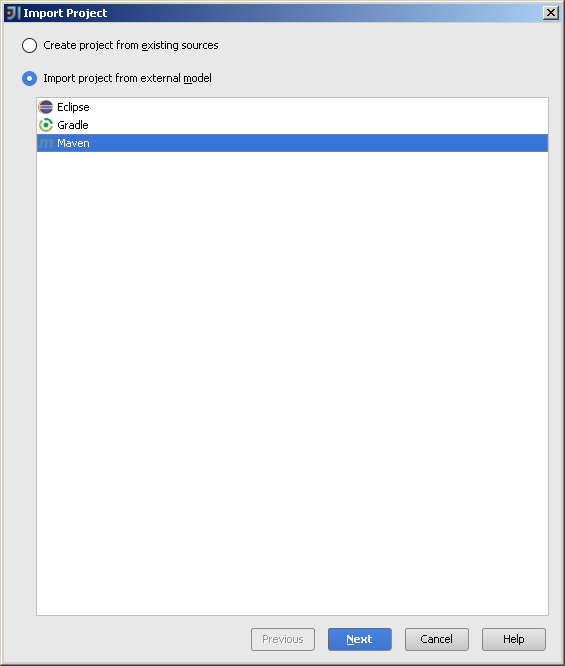 Import Project
Create project from existing sources
Import project from external model
Eclipse
Gradle
Maven
Previous
Next
Cancel
Help